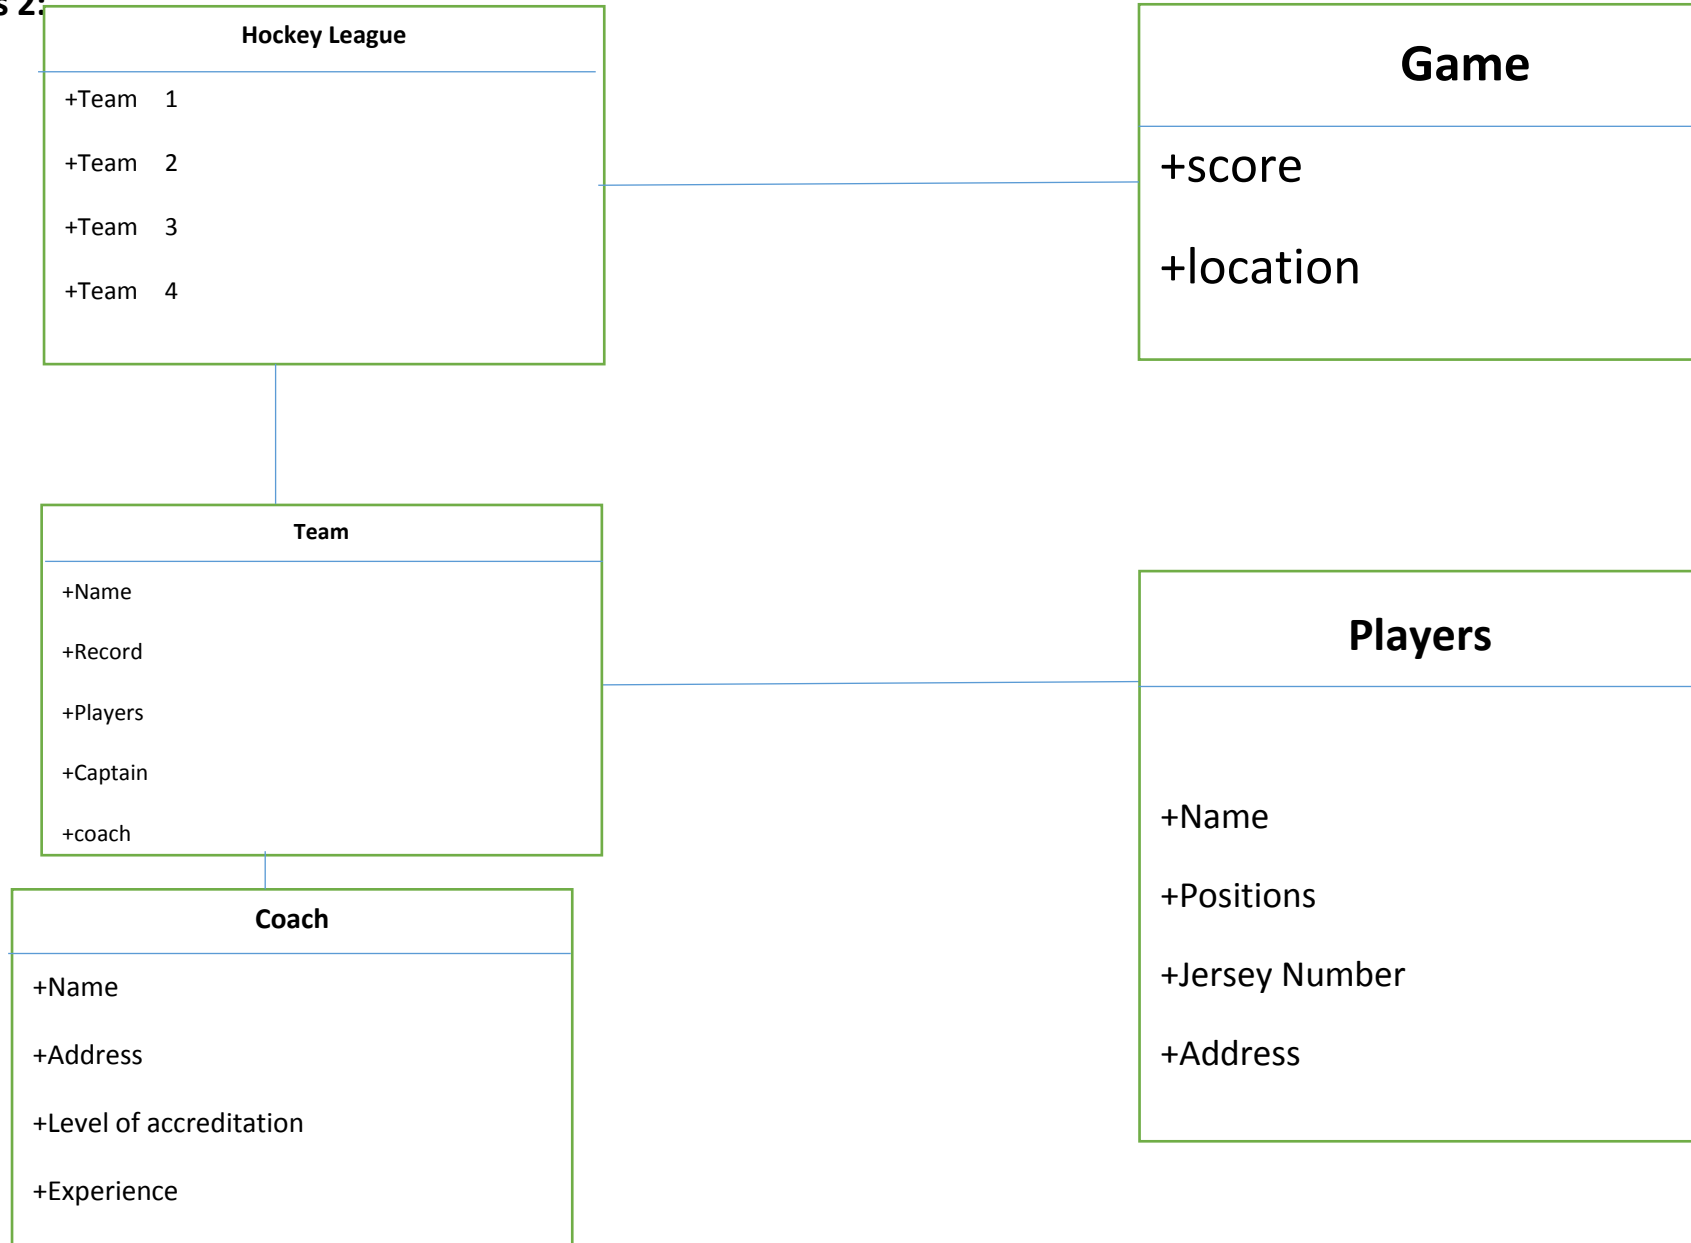 s 2:
Hockey League
+Team 1
+Team 2
+Team 3
+Team 4
Game
+score
+location
Team
+Name
+Record
+Players
+Captain
+coach
Players
+Name
+Positions
+Jersey Number
+Address
Coach
+Name
+Address
+Level of accreditation
+Experience